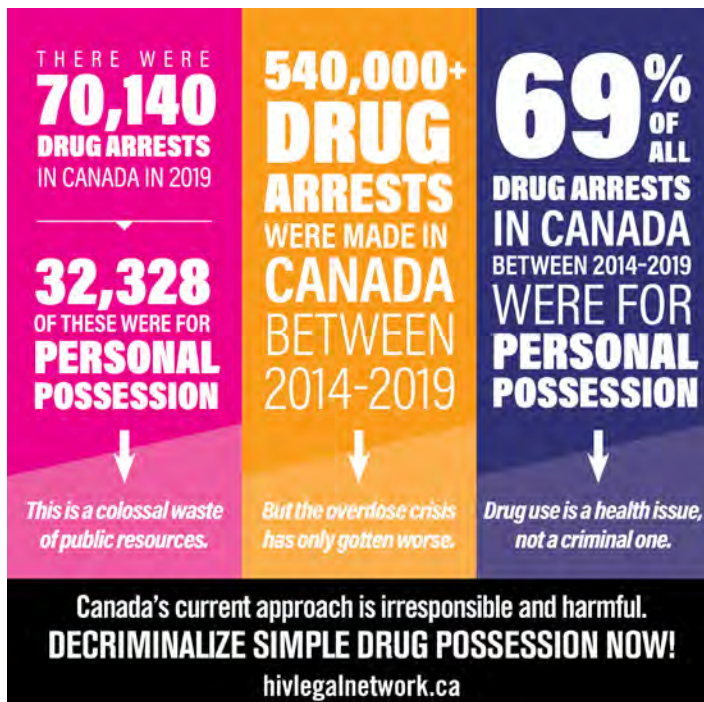 THERE WERE
70,140
DRUG ARRESTS
IN CANADA IN 2019
32,328
OF THESE WERE FOR
PERSONAL
POSSESSION
This is a colossal waste
of public resources.
540,000+
DRUG
ARRESTS
WERE MADE IN
CANADA
BETWEEN
2014-2019
But the overdose crisis
has only gotten worse.
69%
OF
ALL
DRUG ARRESTS
IN CANADA
BETWEEN 2014-2019
WERE FOR
PERSONAL
POSSESSION
Drug use is a health issue,
not a criminal one.
Canada's current approach is irresponsible and harmful.
DECRIMINALIZE SIMPLE DRUG POSSESSION NOW!
hivlegalnetwork.ca